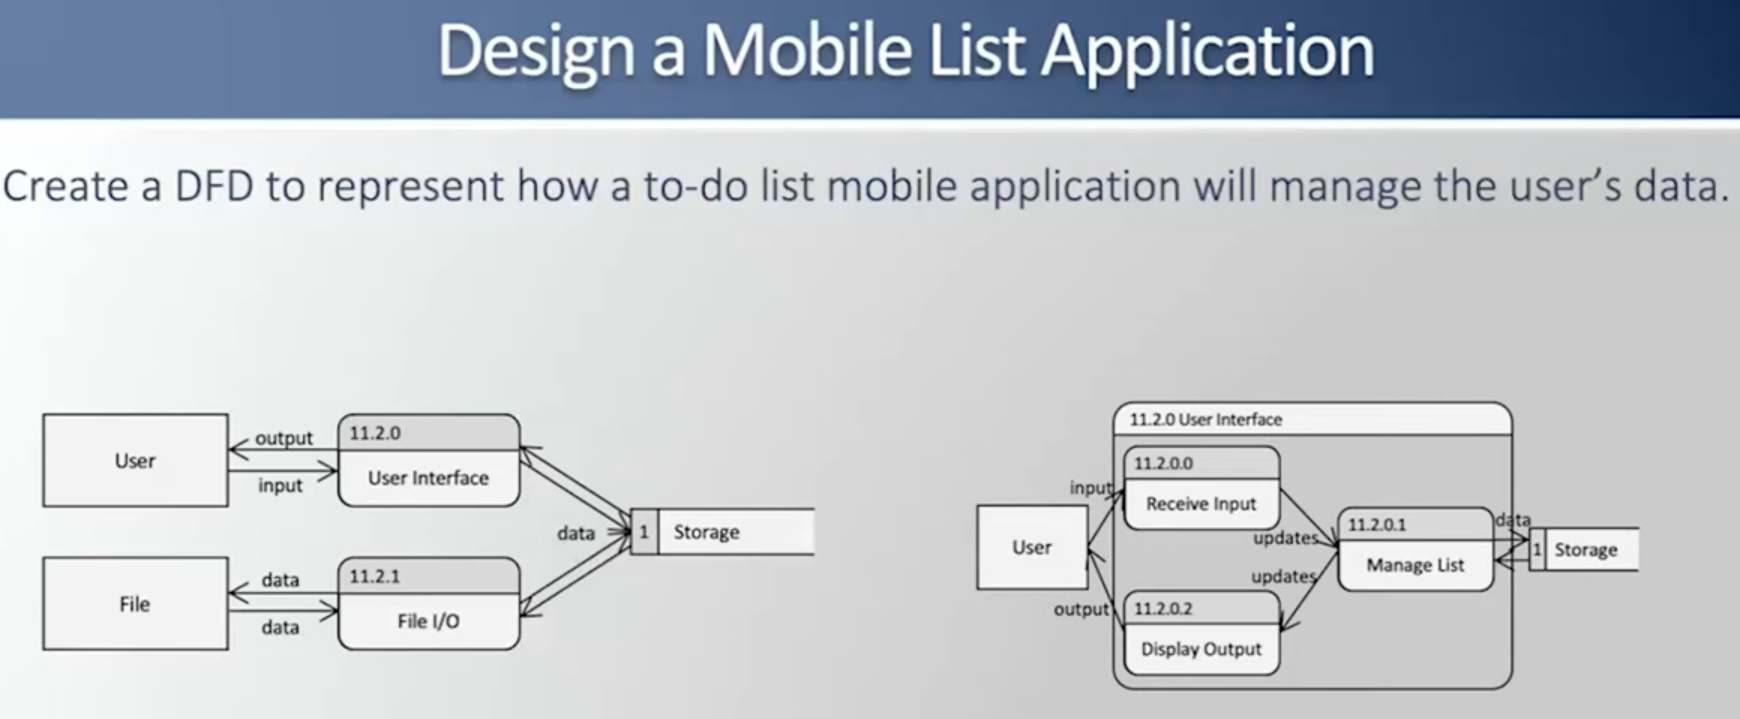 Design a Mobile List Application
Create a DFD to represent how a to-do list mobile application will manage the user's data.
User
output
input
11.2.0
User Interface
File
data
data
11.2.1
File I/O
data
1
Storage
11.2.0 User Interface
User
input
output
11.2.0.0
Receive Input
updates
updates
11.2.0.2
Display Output
11.2.0.1
Manage List
data
1
Storage